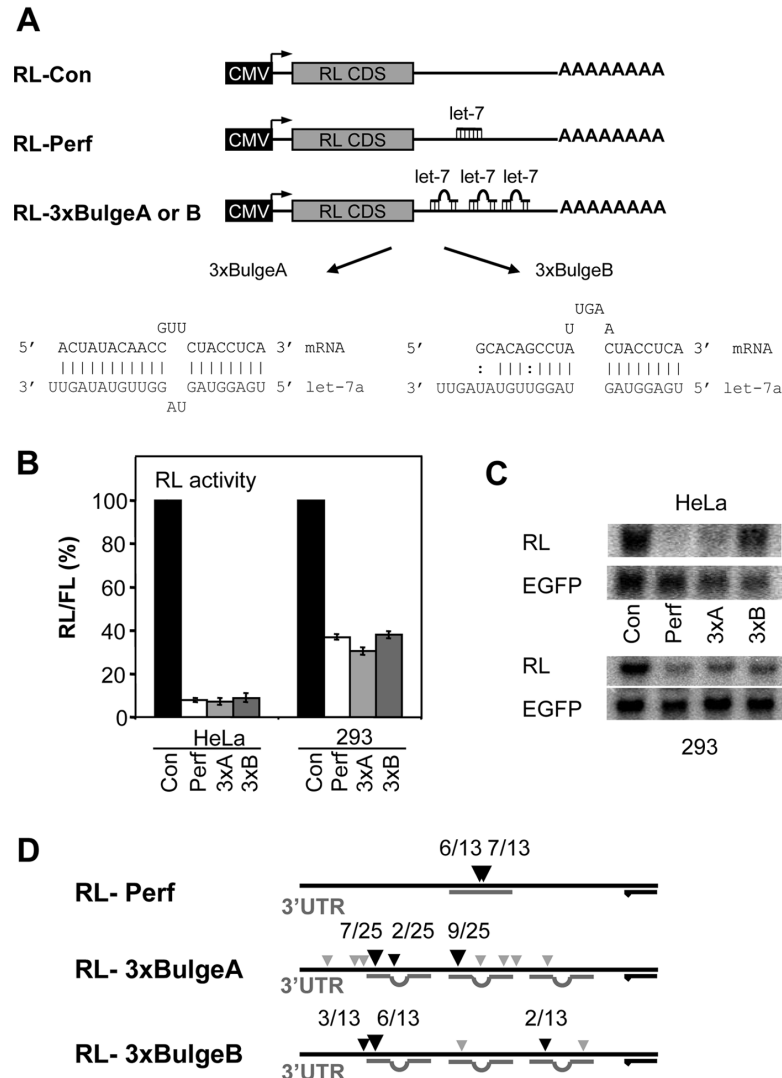 A
RL-Con CMV RL CDS AAAAAAAA
let-7
RL-Perf CMV RL CDS AAAAAAAA
let-7 let-7 let-7
RL-3xBulgeA or B CMV RL CDS AAAAAAAA
3xBulgeA 3xBulgeB
UGA
GUU U A
5’ ACUAUACAACC CUACCUCA 3’ mRNA 5’ GCACAGCCUA CUACCUCA 3’ mRNA
||||||||||| |||||||| : |||:|||| ||||||||
3’ UUGAUAUGUUGG GAUGGAGU 5’ let-7a 3’ UUGAUAUGUUGGAU GAUGGAGU 5’ let-7a
AU
B
RL activity
RL/FL (%)
100
80
60
40
20
0
HeLa 293
Con Perf 3xA 3xB Con Perf 3xA 3xB
C
HeLa
RL
EGFP
Con Perf 3xA 3xB
RL
EGFP
293
D
6/13 7/13
RL- Perf
3’UTR
7/25 2/25 9/25
RL- 3xBulgeA
3’UTR
3/13 6/13 2/13
RL- 3xBulgeB
3’UTR